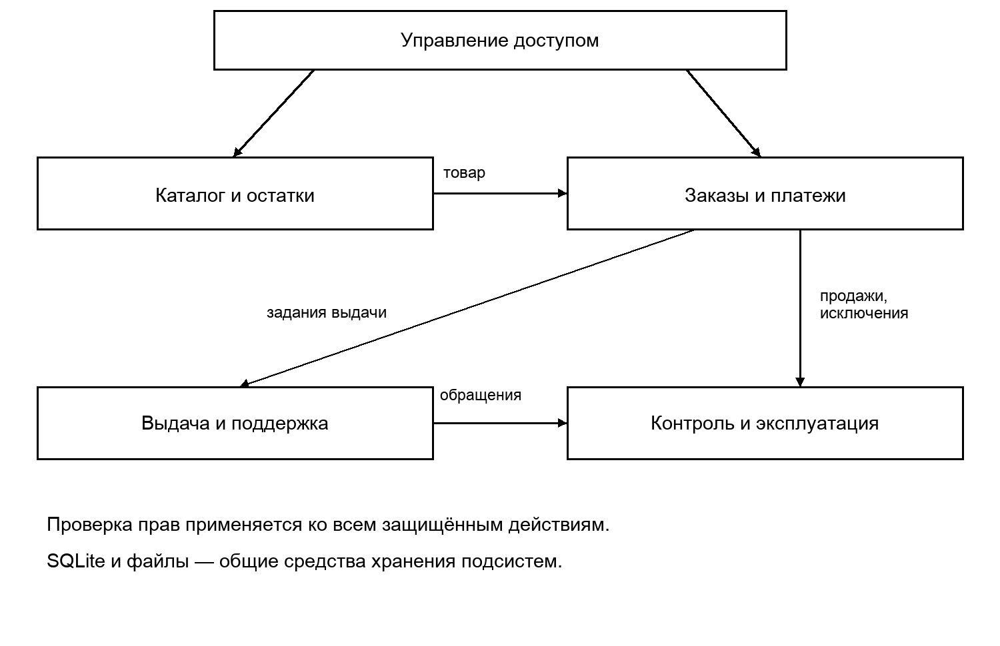 Управление доступом
товар
Каталог и остатки
Заказы и платежи
продажи,
исключения
задания выдачи
обращения
Выдача и поддержка
Контроль и эксплуатация
Проверка прав применяется ко всем защищённым действиям.
SQLite и файлы — общие средства хранения подсистем.